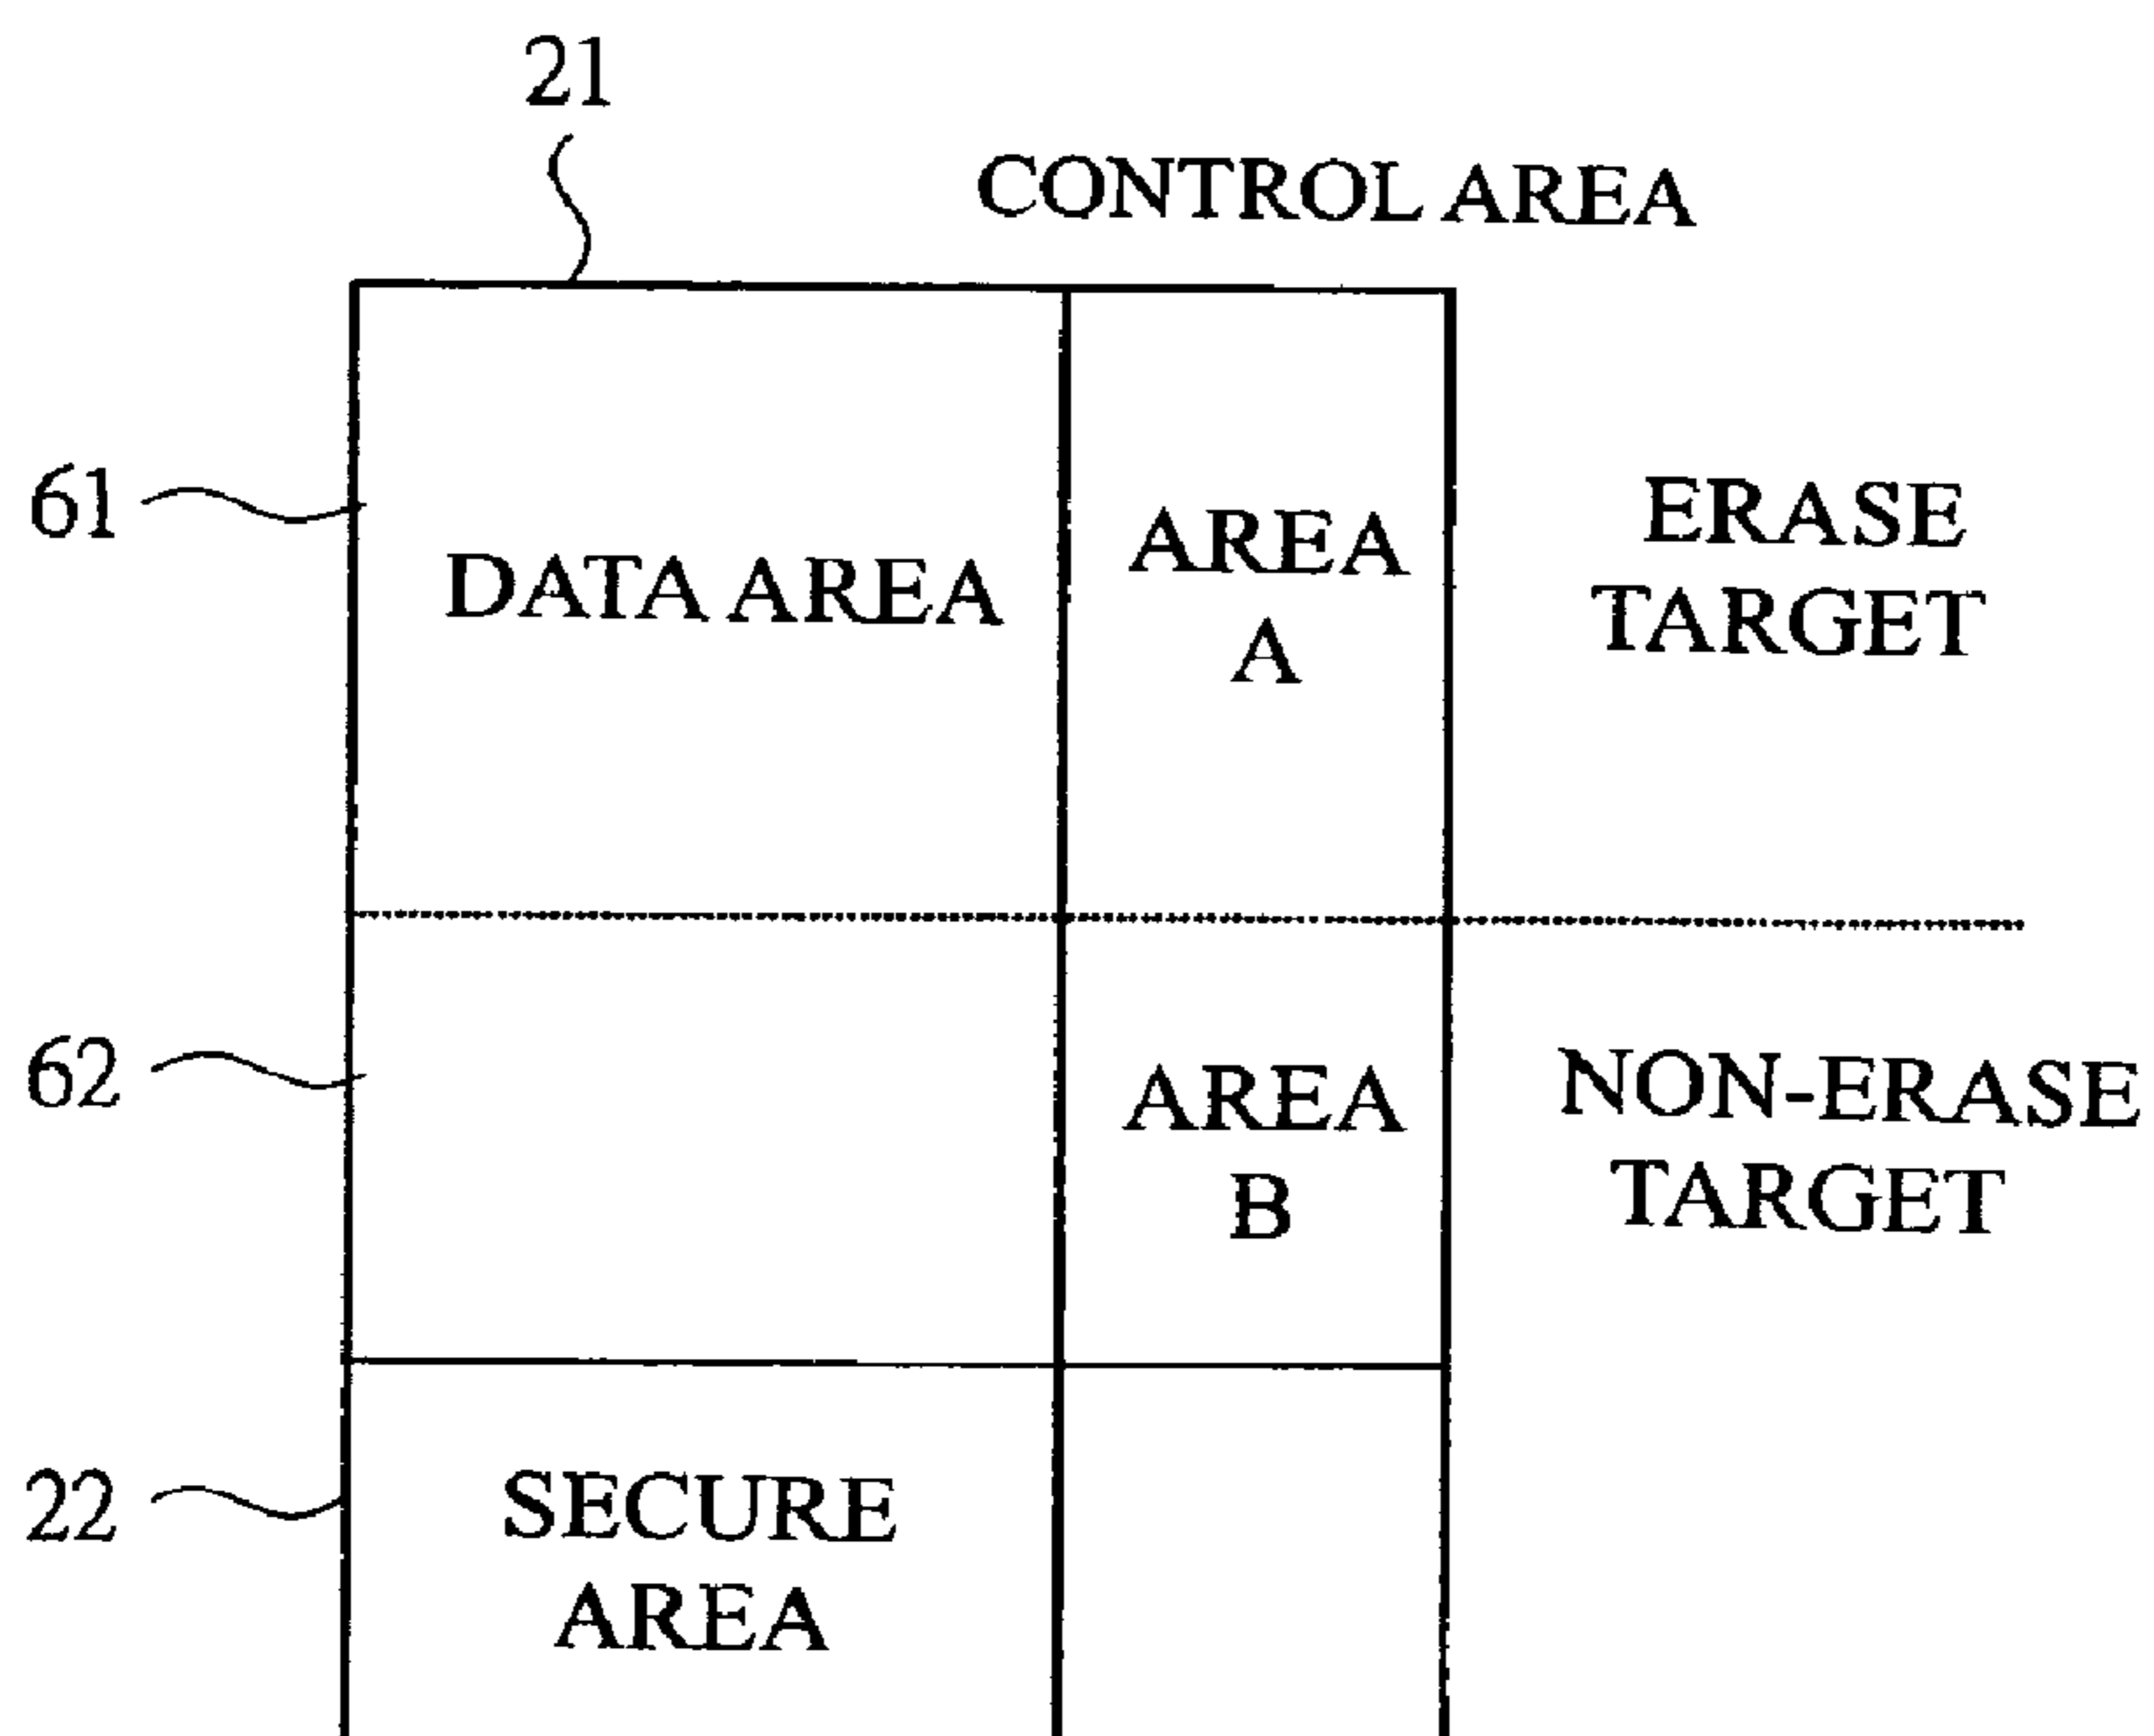 21
CONTROL AREA
61
DATA AREA
AREA
A
ERASE
TARGET
62
AREA
B
NON-ERASE
TARGET
22
SECURE
AREA